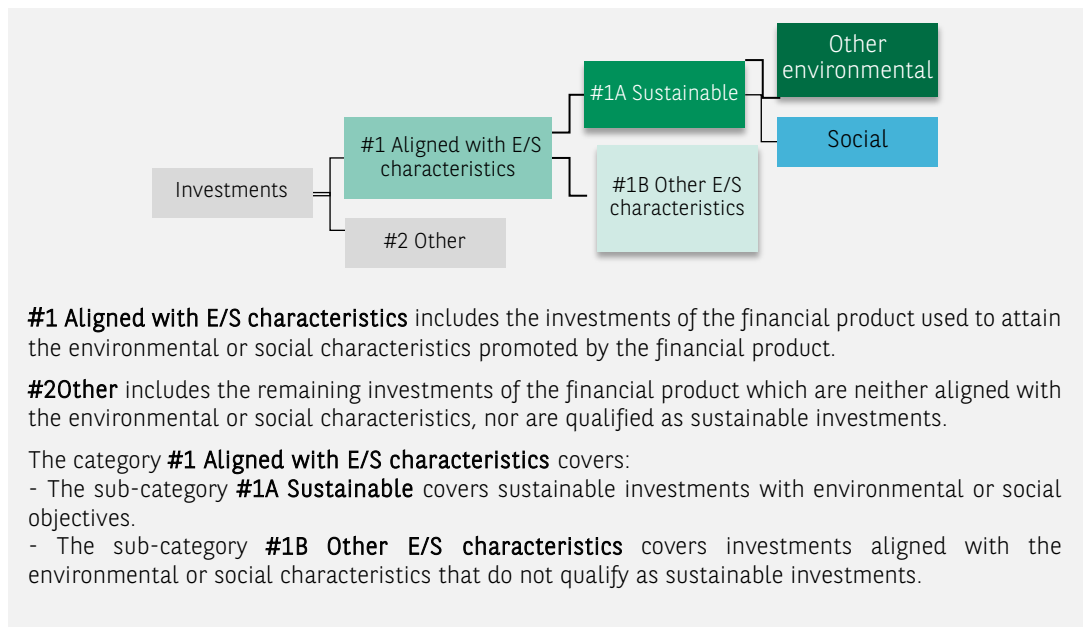 Other
environmental
#1A Sustainable
Social
#1 Aligned with E/S
characteristics
Investments
#1B Other E/S
characteristics
#2 Other
#1 Aligned with E/S characteristics includes the investments of the financial product used to attain
the environmental or social characteristics promoted by the financial product.
#2Other includes the remaining investments of the financial product which are neither aligned with
the environmental or social characteristics, nor are qualified as sustainable investments.
The category #1 Aligned with E/S characteristics covers:
- The sub-category #1A Sustainable covers sustainable investments with environmental or social
objectives.
- The sub-category #1B Other E/S characteristics covers investments aligned with the
environmental or social characteristics that do not qualify as sustainable investments.